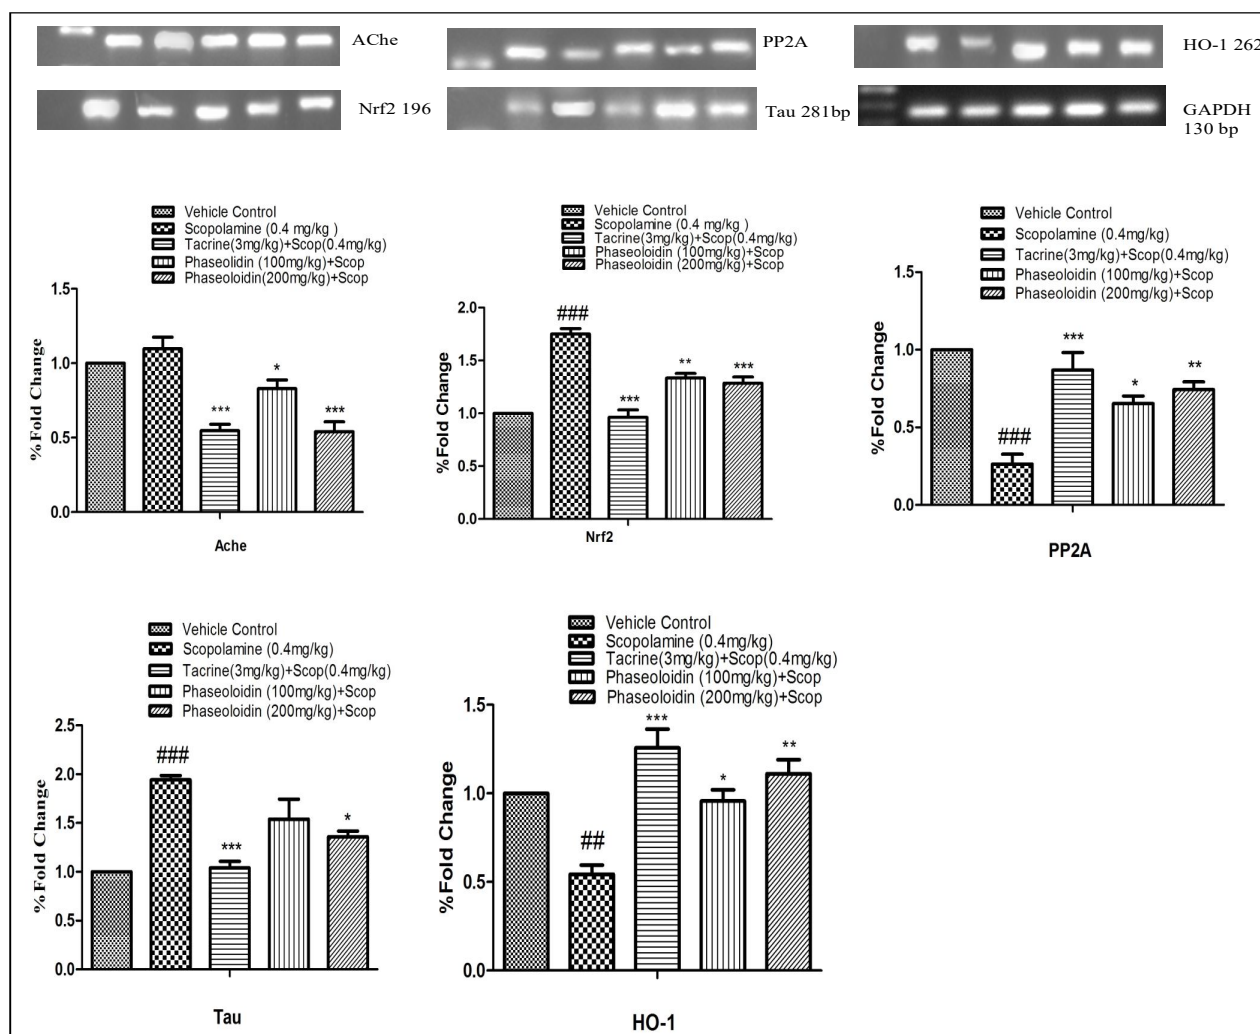 AChe
PP2A
HO-1 262
Nrf2 196
Tau 281bp
GAPDH
130 bp
Vehicle Control
Scopolamine (0.4 mg/kg )
Tacrine(3mg/kg)+Scop(0.4mg/kg)
Phaseolidin (100mg/kg)+Scop
Phaseoloidin(200mg/kg)+Scop
%Fold Change
1.5
1.0
0.5
0.0
*
***
***
Ache
Vehicle Control
Scopolamine (0.4 mg/kg )
Tacrine(3mg/kg)+Scop(0.4mg/kg)
Phaseoloidin (100mg/kg)+Scop
Phaseoloidin (200mg/kg)+Scop
%Fold Change
2.0
1.5
1.0
0.5
0.0
###
***
**
***
Nrf2
Vehicle Control
Scopolamine (0.4mg/kg)
Tacrine(3mg/kg)+Scop(0.4mg/kg)
Phaseoloidin (100mg/kg)+Scop
Phaseoloidin (200mg/kg)+Scop
%Fold Change
1.5
1.0
0.5
0.0
###
***
*
**
PP2A
Vehicle Control
Scopolamine (0.4mg/kg)
Tacrine(3mg/kg)+Scop(0.4mg/kg)
Phaseoloidin (100mg/kg)+Scop
Phaseoloidin (200mg/kg)+Scop
%Fold Change
2.5
2.0
1.5
1.0
0.5
0.0
###
***
*
Tau
Vehicle Control
Scopolamine (0.4mg/kg)
Tacrine(3mg/kg)+Scop(0.4mg/kg)
Phaseoloidin (100mg/kg)+Scop
Phaseoloidin (200mg/kg)+Scop
%Fold Change
1.5
1.0
0.5
0.0
##
***
*
**
HO-1